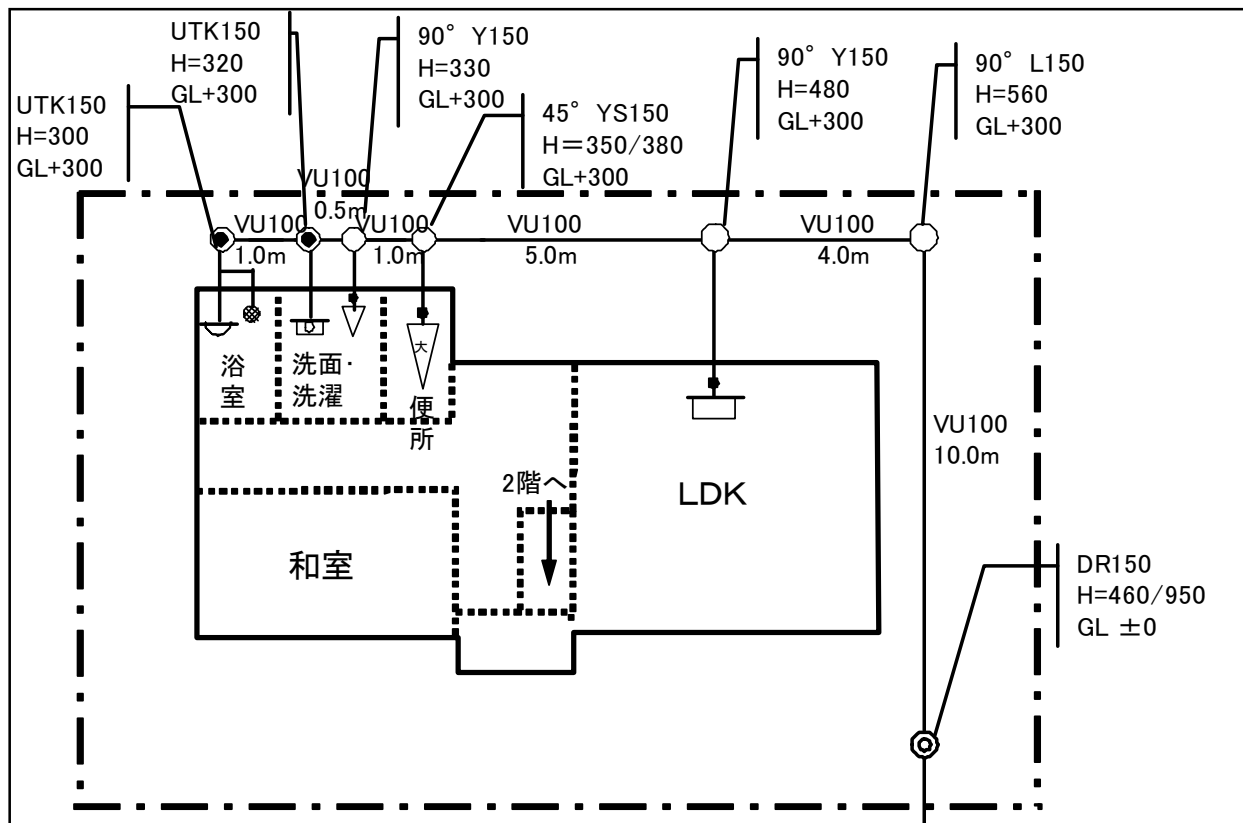 UTK150
H=320
GL+300
90° Y150
H=330
GL+300
90° Y150
H=480
GL+300
90° L150
H=560
GL+300
UTK150
H=300
GL+300
45° YS150
H=350/380
GL+300
VU100
0.5m
VU100
1.0m
VU100
1.0m
VU100
5.0m
VU100
4.0m
浴
室
洗面・
洗濯
大
便
所
VU100
10.0m
2階へ
LDK
和室
DR150
H=460/950
GL ±0